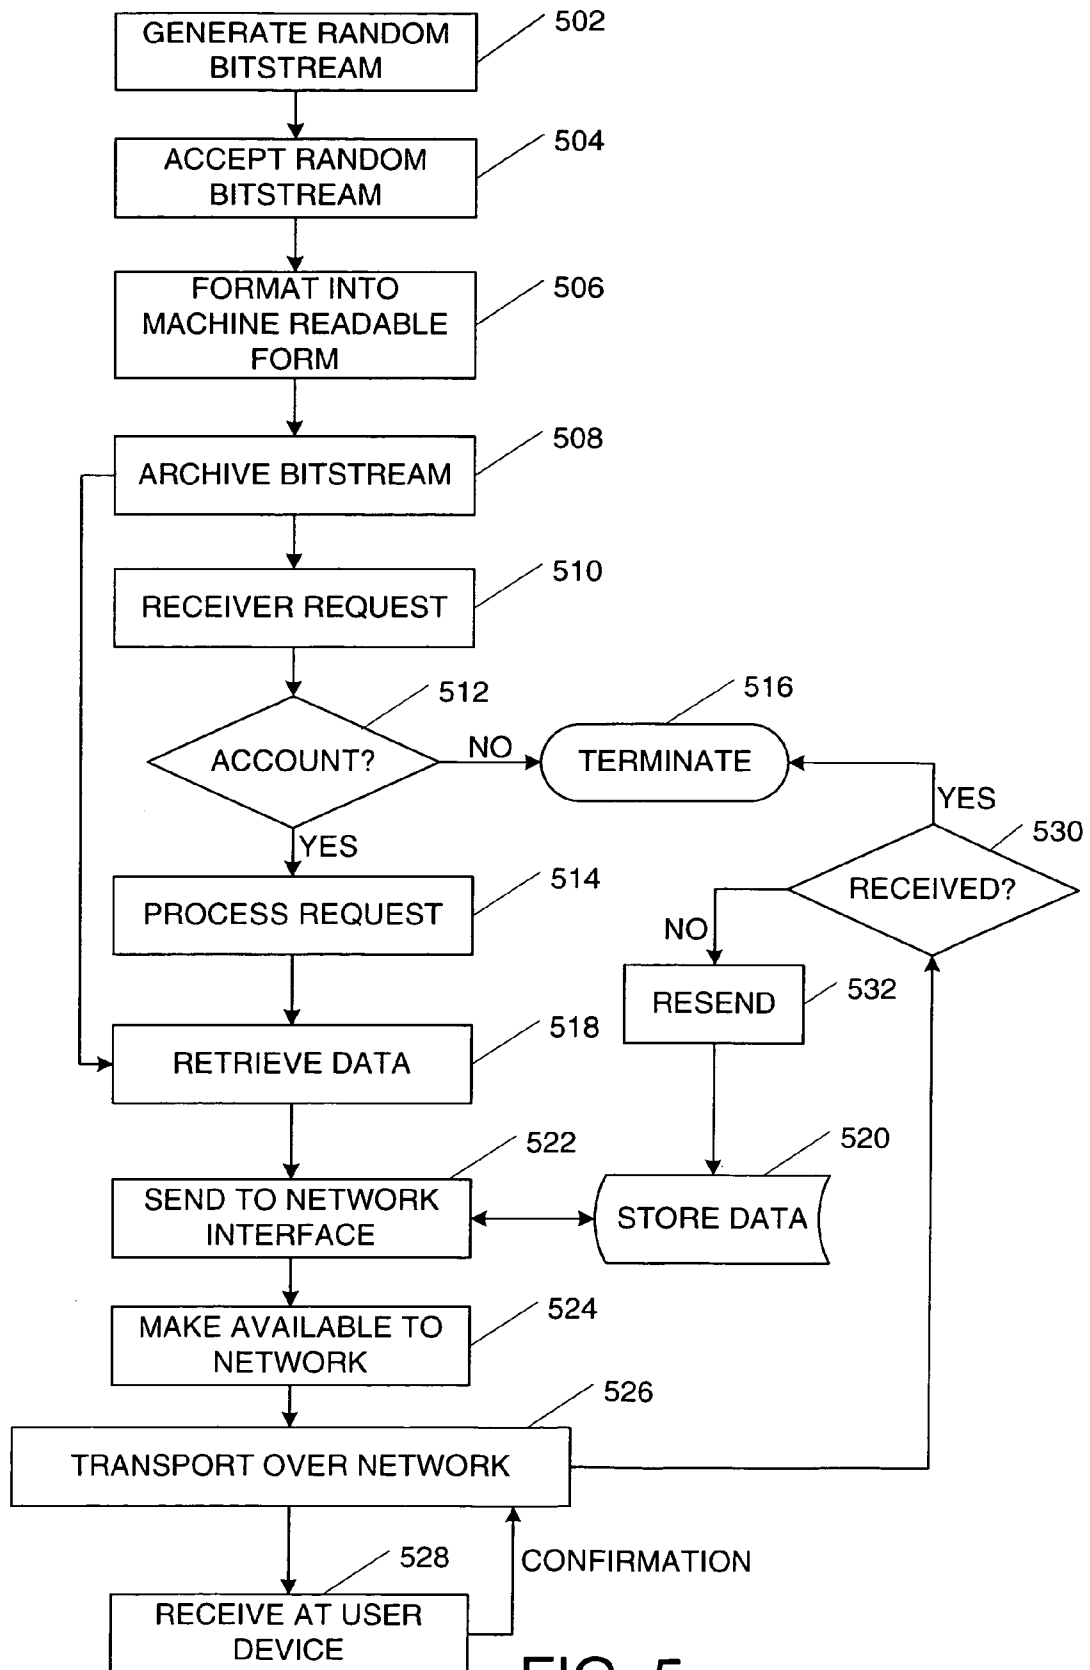 GENERATE RANDOM
BITSTREAM
502
ACCEPT RANDOM
BITSTREAM
504
FORMAT INTO
MACHINE READABLE
FORM
506
ARCHIVE BITSTREAM
508
RECEIVER REQUEST
510
ACCOUNT?
512
NO
TERMINATE
516
YES
YES
RECEIVED?
530
PROCESS REQUEST
514
NO
RESEND
532
RETRIEVE DATA
518
SEND TO NETWORK
INTERFACE
522
STORE DATA
520
MAKE AVAILABLE TO
NETWORK
524
TRANSPORT OVER NETWORK
526
CONFIRMATION
RECEIVE AT USER
DEVICE
528
FIG. 5